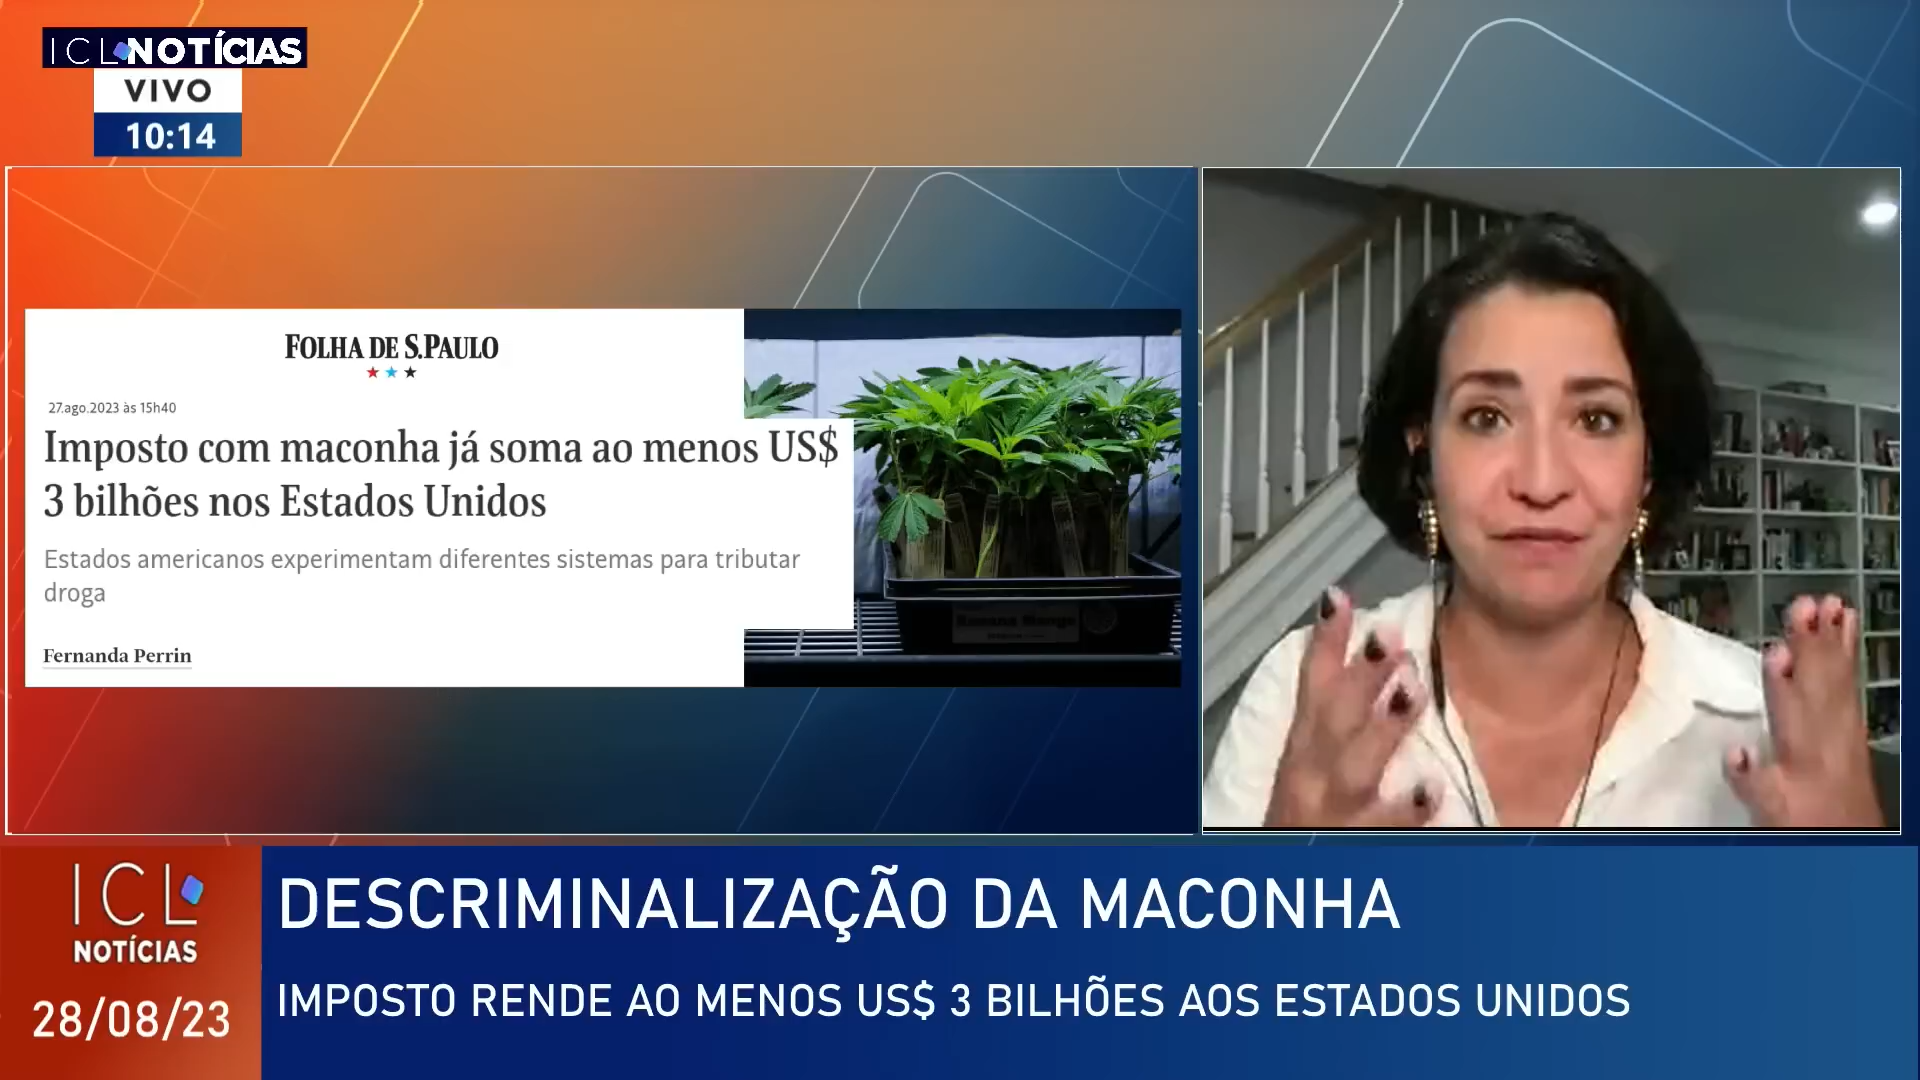 ICL NOTÍCIAS
VIVO
10:14
FOLHA DE S.PAULO
27.ago.2023 às 15h40
Imposto com maconha já soma ao menos US$
3 bilhões nos Estados Unidos
Estados americanos experimentam diferentes sistemas para tributar
droga
Fernanda Perrin
ICL
NOTÍCIAS
28/08/23
DESCRIMINALIZAÇÃO DA MACONHA
IMPOSTO RENDE AO MENOS US$ 3 BILHÕES AOS ESTADOS UNIDOS